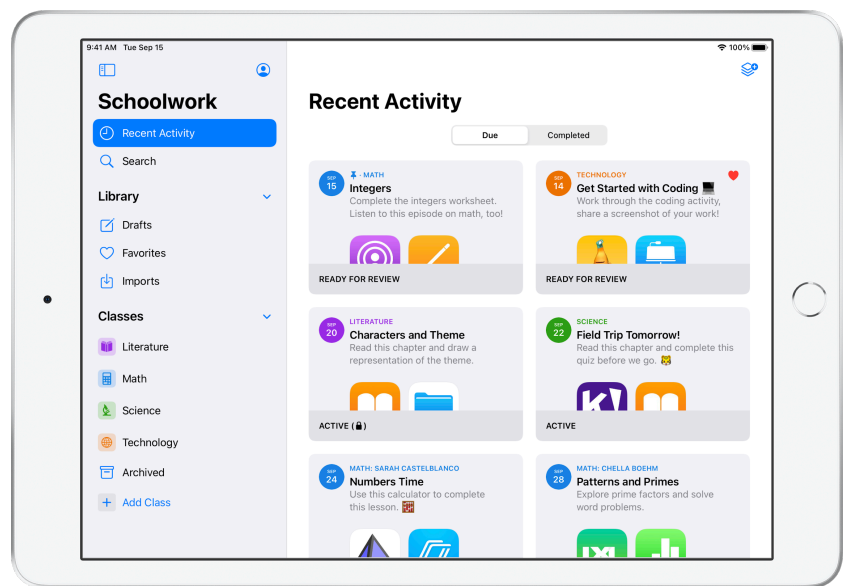 9:41 AM Tue Sep 15
100%
Schoolwork
Recent Activity
Search
Library
Drafts
Favorites
Imports
Classes
Literature
Math
Science
Technology
Archived
Add Class
Recent Activity
Due
Completed
SEP
15
· MATH
Integers
Complete the integers worksheet.
Listen to this episode on math, too!
READY FOR REVIEW
SEP
14
TECHNOLOGY
Get Started with Coding
Work through the coding activity,
share a screenshot of your work!
READY FOR REVIEW
SEP
20
LITERATURE
Characters and Theme
Read this chapter and draw a
representation of the theme.
ACTIVE (🔒)
SEP
22
SCIENCE
Field Trip Tomorrow!
Read this chapter and complete this
quiz before we go. 🐯
K!
ACTIVE
SEP
24
MATH: SARAH CASTELBLANCO
Numbers Time
Use this calculator to complete
this lesson. 🧮
SEP
28
MATH: CHELLA BOEHM
Patterns and Primes
Explore prime factors and solve
word problems.
IXL